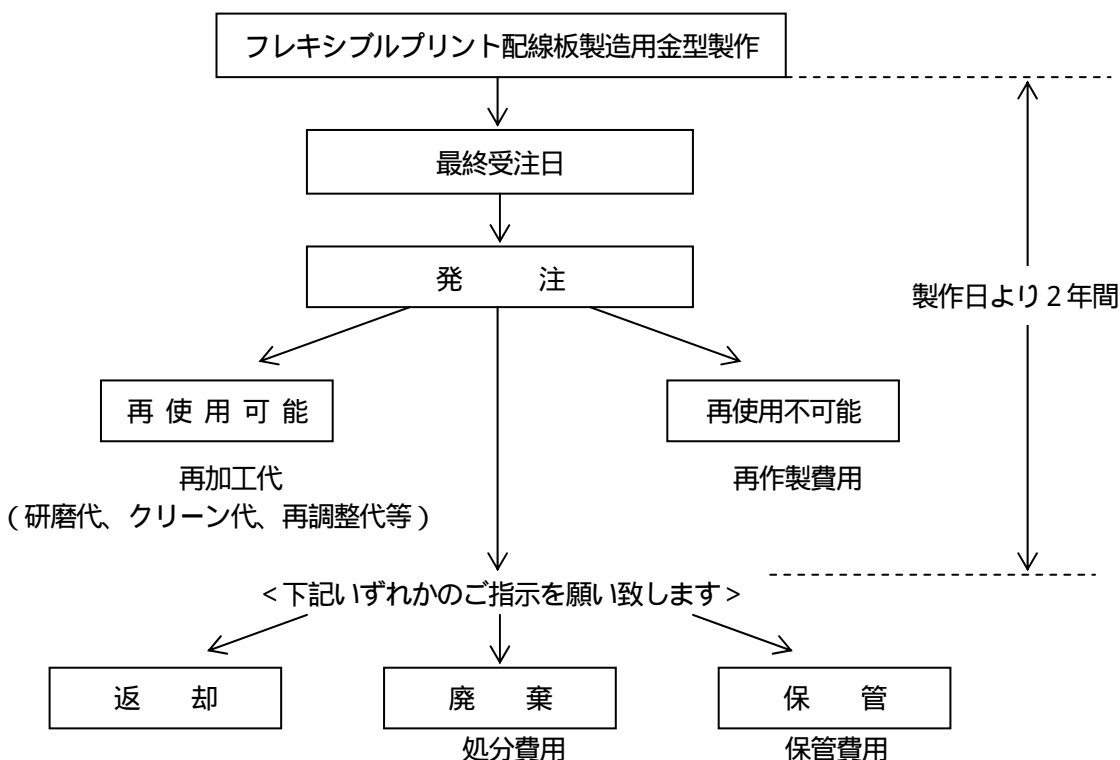 フレキシブルプリント配線板製造用金型製作
最終受注日
発　　注
製作日より２年間
再 使 用 可 能
再使用不可能
再加工代
再作製費用
（研磨代、クリーン代、再調整代等）
＜下記いずれかのご指示を願い致します＞
返　　却
廃　　棄
保　　管
処分費用
保管費用